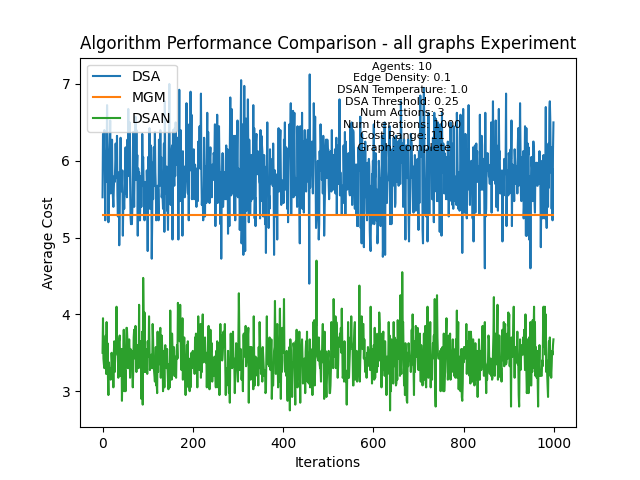 Algorithm Performance Comparison - all graphs Experiment
DSA
MGM
DSAN
Agents: 10
Edge Density: 0.1
DSAN Temperature: 1.0
DSA Threshold: 0.25
Num Actions: 3
Num Iterations: 1000
Cost Range: 11
Graph: complete
Average Cost
7
6
5
4
3
0
200
400
600
800
1000
Iterations